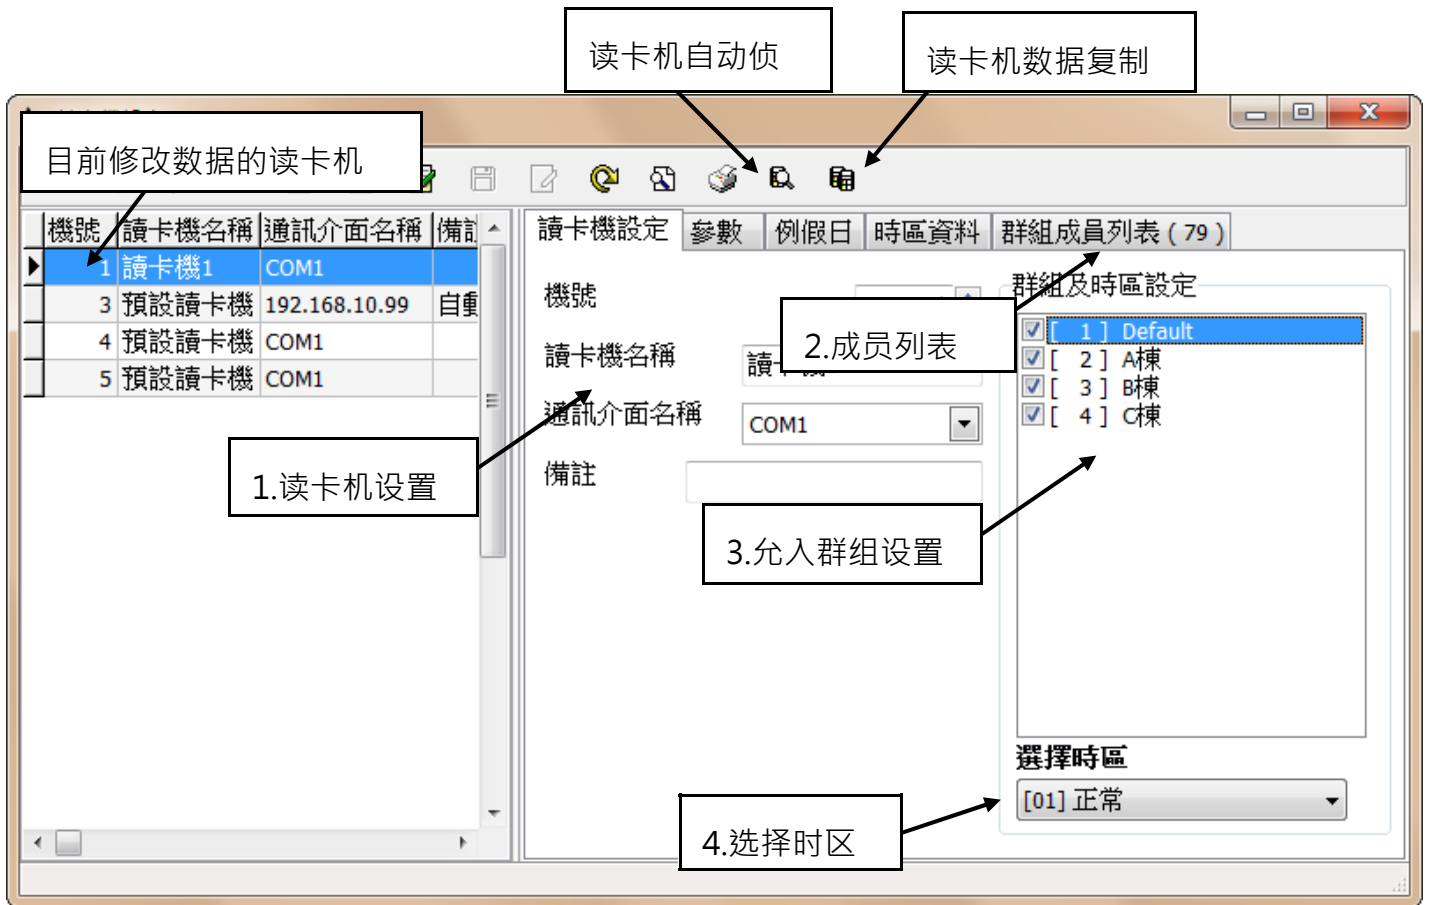 读卡机自动侦
读卡机数据复制
目前修改数据的读卡机
機號 讀卡機名稱 通訊介面名稱
1 讀卡機1 COM1
3 預設讀卡機 192.168.10.99
4 預設讀卡機 COM1
5 預設讀卡機 COM1
讀卡機設定 參數 例假日 時區資料 群組成員列表 ( 79 )
機號
讀卡機名稱
通訊介面名稱 COM1
備註
2.成员列表
1.读卡机设置
3.允入群组设置
群組及時區設定
[ 1 ] Default
[ 2 ] A棟
[ 3 ] B棟
[ 4 ] C棟
選擇時區
[01] 正常
4.选择时区